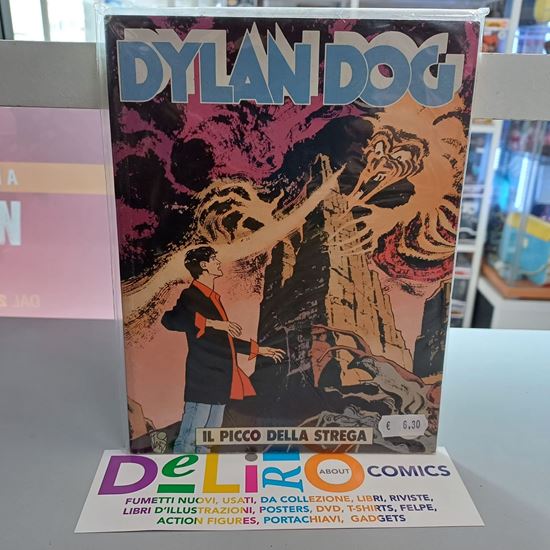 DYLAN DOG
IL PICCO DELLA STREGA
€ 6,30
DELIRIO ABOUT COMICS
FUMETTI NUOVI, USATI, DA COLLEZIONE, LIBRI, RIVISTE,
LIBRI D'ILLUSTRAZIONI, POSTERS, DVD, T-SHIRTS, FELPE,
ACTION FIGURES, PORTACHIAVI, GADGETS